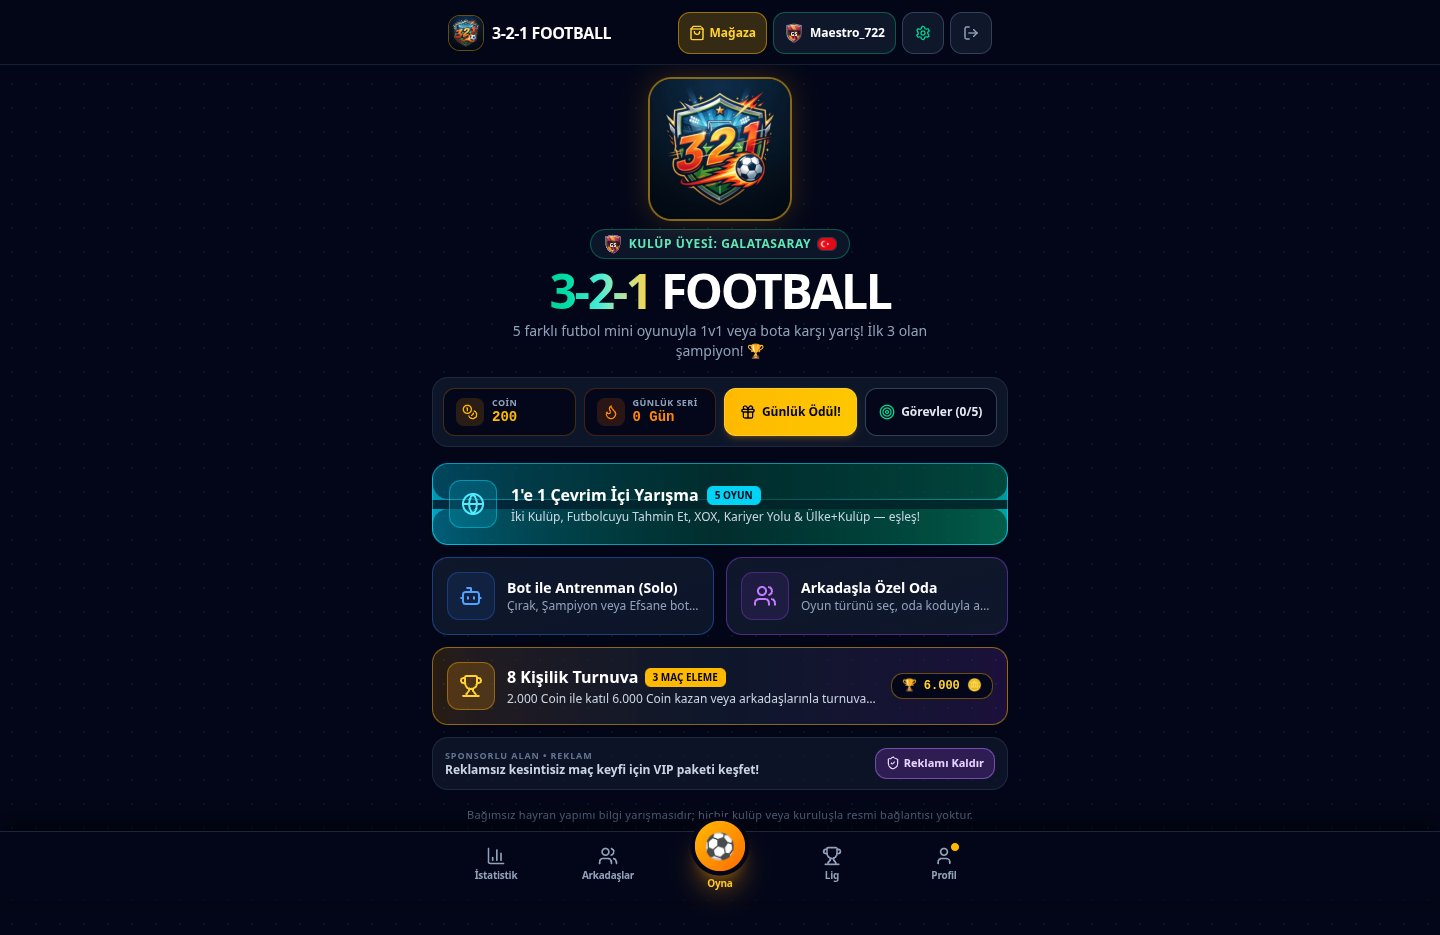 3-2-1 FOOTBALL
Mağaza
Maestro_722
321
KULÜP ÜYESİ: GALATASARAY
3-2-1 FOOTBALL
5 farklı futbol mini oyunuyla 1v1 veya bota karşı yarış! İlk 3 olan
şampiyon! 🏆
COİN
200
GÜNLÜK SERİ
0 Gün
Günlük Ödül!
Görevler (0/5)
1'e 1 Çevrim İçi Yarışma
5 OYUN
İki Kulüp, Futbolcuyu Tahmin Et, XOX, Kariyer Yolu & Ülke+Kulüp — eşleş!
Bot ile Antrenman (Solo)
Çırak, Şampiyon veya Efsane bot...
Arkadaşla Özel Oda
Oyun türünü seç, oda koduyla a...
8 Kişilik Turnuva
3 MAÇ ELEME
2.000 Coin ile katıl 6.000 Coin kazan veya arkadaşlarınla turnuva...
🏆 6.000 🪙
SPONSORLU ALAN • REKLAM
Reklamsız kesintisiz maç keyfi için VIP paketi keşfet!
Reklamı Kaldır
Bağımsız hayran yapımı bilgi yarışmasıdır; hiçbir kulüp veya kuruluşla resmi bağlantısı yoktur.
İstatistik
Arkadaşlar
Oyna
Lig
Profil